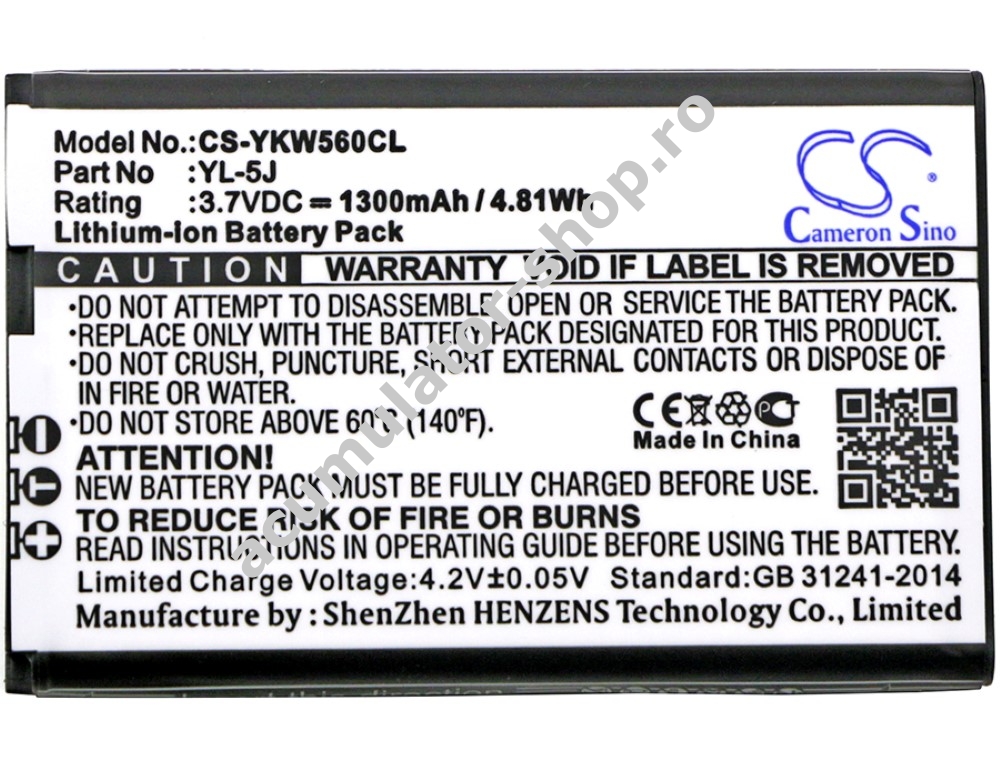 Model No.:CS-YKW560CL
Part No :YL-5J
Rating :3.7VDC ⎓ 1300mAh / 4.81Wh
Lithium-ion Battery Pack
CS
Cameron Sino
CAUTION WARRANTY VOID IF LABEL IS REMOVED
•DO NOT ATTEMPT TO DISASSEMBLE, OPEN OR SERVICE THE BATTERY PACK.
•REPLACE ONLY WITH THE BATTERY PACK DESIGNATED FOR THIS PRODUCT.
•DO NOT CRUSH, PUNCTURE, SHORT EXTERNAL CONTACTS OR DISPOSE
IN FIRE OR WATER.
•DO NOT STORE ABOVE 60°C (140°F).
CE PCT
Made In China
ATTENTION!
NEW BATTERY PACK MUST BE FULLY CHARGED BEFORE USE.
TO REDUCE RISK OF FIRE OR BURNS
READ INSTRUCTIONS IN OPERATING GUIDE BEFORE USING THE BATTERY.
Limited Charge Voltage:4.2V±0.05V Standard:GB 31241-2014
Manufacturer: ShenZhen HENZENS Technology Co., Limited
this direction
acumulator-shop.ro